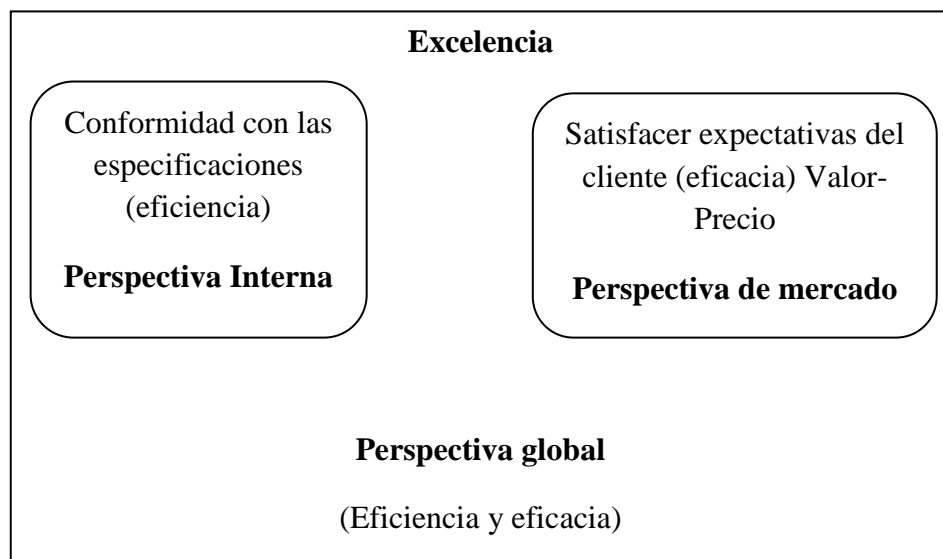 Excelencia
Conformidad con las
especificaciones
(eficiencia)
Perspectiva Interna
Satisfacer expectativas del
cliente (eficacia) Valor-
Precio
Perspectiva de mercado
Perspectiva global
(Eficiencia y eficacia)